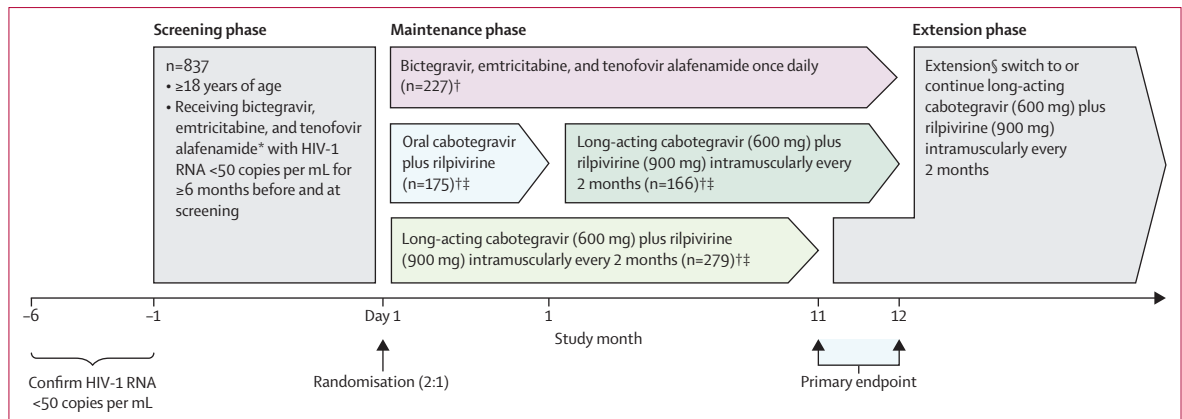 Screening phase
Maintenance phase
Extension phase
n=837
• ≥18 years of age
• Receiving bictegravir,
emtricitabine, and tenofovir
alafenamide* with HIV-1
RNA <50 copies per mL for
≥6 months before and at
screening
Bictegravir, emtricitabine, and tenofovir alafenamide once daily
(n=227)†
Oral cabotegravir
plus rilpivirine
(n=175)†‡
Long-acting cabotegravir (600 mg) plus
rilpivirine (900 mg) intramuscularly every
2 months (n=166)†‡
Long-acting cabotegravir (600 mg) plus rilpivirine
(900 mg) intramuscularly every 2 months (n=279)†‡
Extension§ switch to or
continue long-acting
cabotegravir (600 mg) plus
rilpivirine (900 mg)
intramuscularly every
2 months
–6
–1
Day 1
1
11
12
Study month
Confirm HIV-1 RNA
<50 copies per mL
Randomisation (2:1)
Primary endpoint